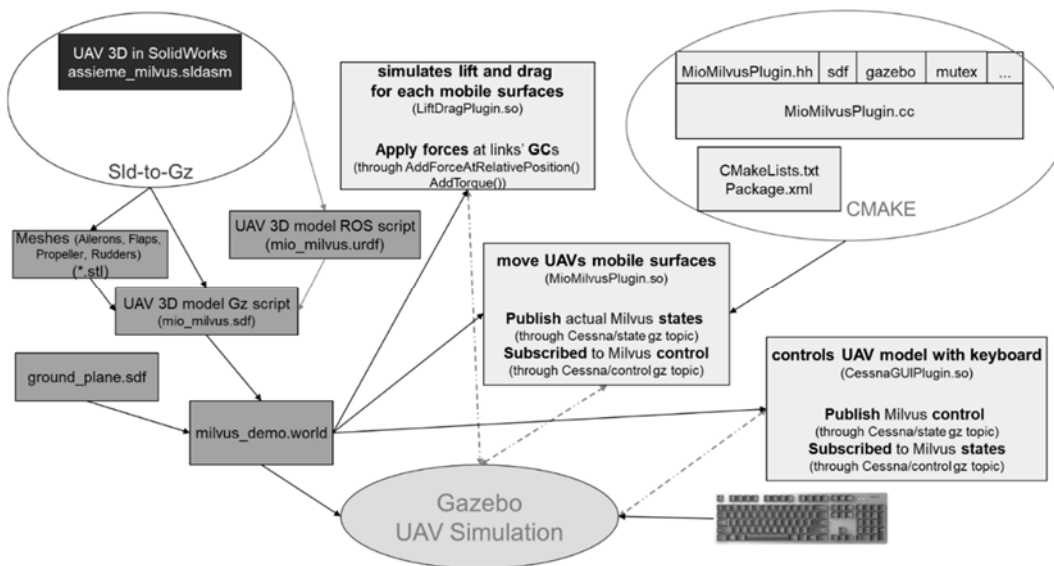 UAV 3D in SolidWorks
assieme_milvus.sldasm
Sld-to-Gz
Meshes (Ailerons, Flaps,
Propeller, Rudders)
(*.stl)
UAV 3D model ROS script
(mio_milvus.urdf)
UAV 3D model Gz script
(mio_milvus.sdf)
ground_plane.sdf
milvus_demo.world
simulates lift and drag
for each mobile surfaces
(LiftDragPlugin.so)
Apply forces at links' GCs
(through AddForceAtRelativePosition()
AddTorque())
MioMilvusPlugin.hh sdf gazebo mutex ...
MioMilvusPlugin.cc
CMakeLists.txt
Package.xml
CMAKE
move UAVs mobile surfaces
(MioMilvusPlugin.so)
Publish actual Milvus states
(through Cessna/state gz topic)
Subscribed to Milvus control
(through Cessna/control gz topic)
controls UAV model with keyboard
(CessnaGUIPlugin.so)
Publish Milvus control
(through Cessna/state gz topic)
Subscribed to Milvus states
(through Cessna/control gz topic)
Gazebo
UAV Simulation